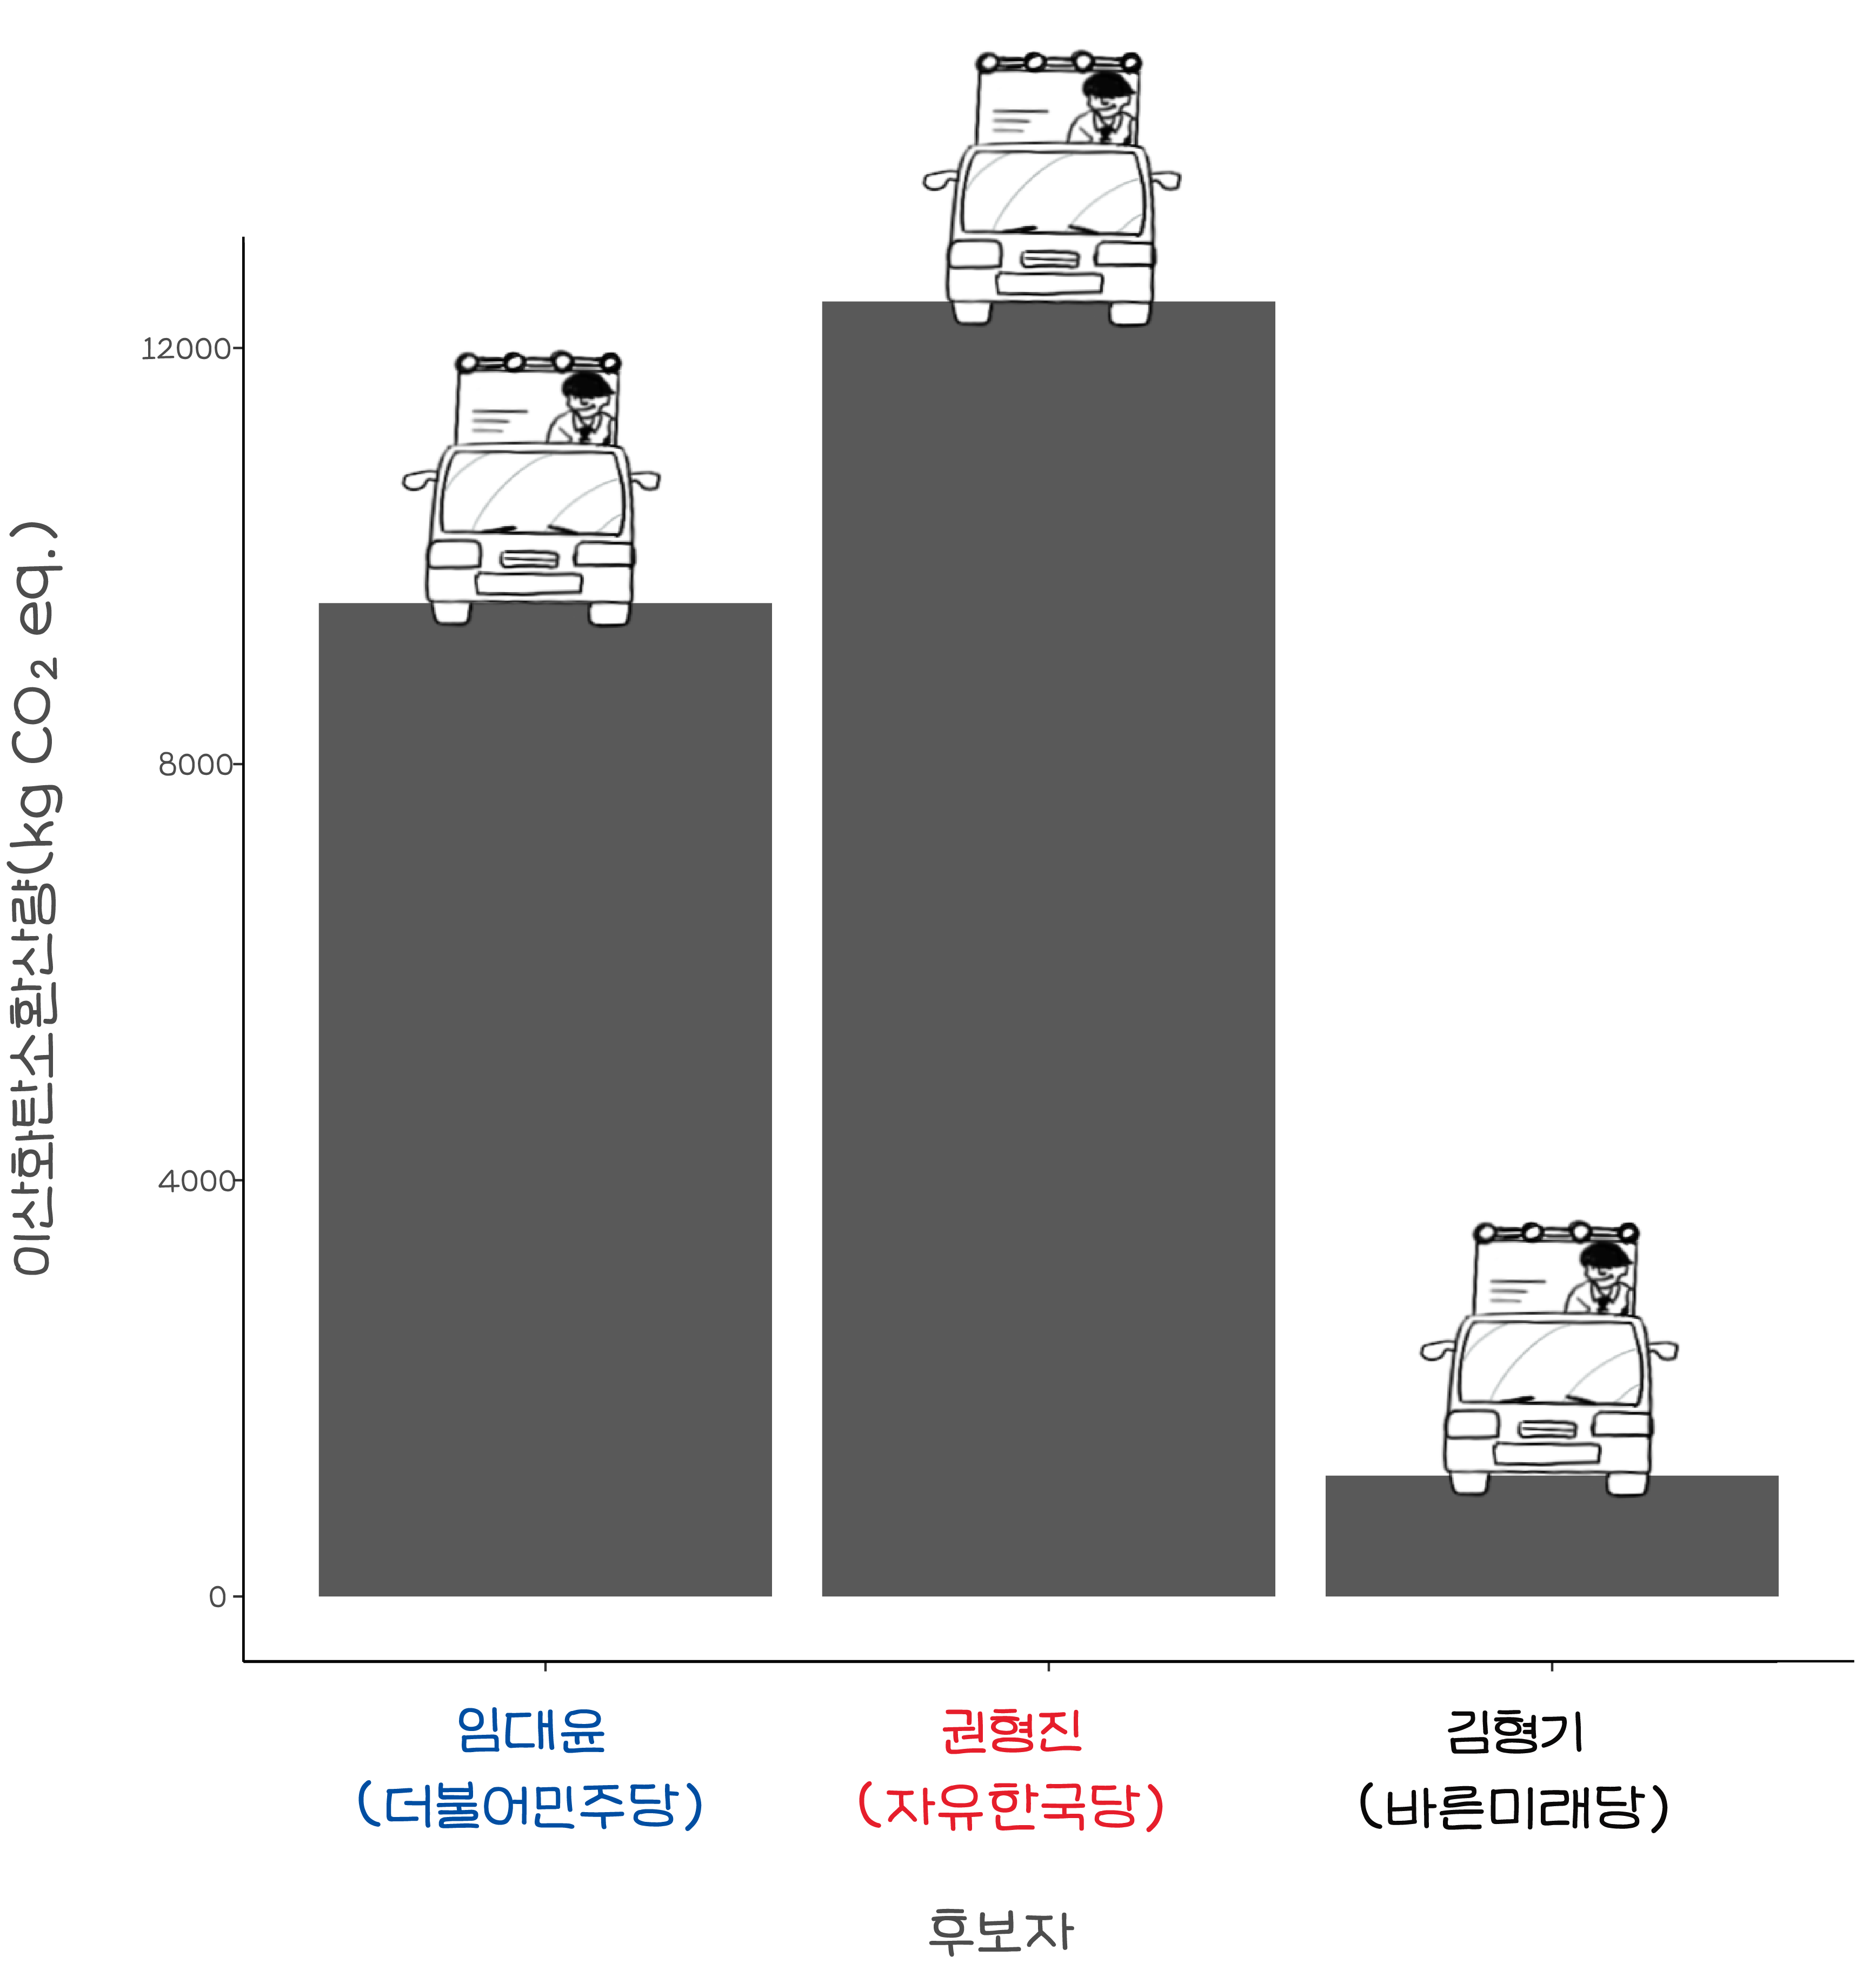 이산화탄소환산량(kg CO₂ eq.)
12000
8000
4000
0
임대윤
(더불어민주당)
권형진
(자유한국당)
김형기
(바른미래당)
후보자